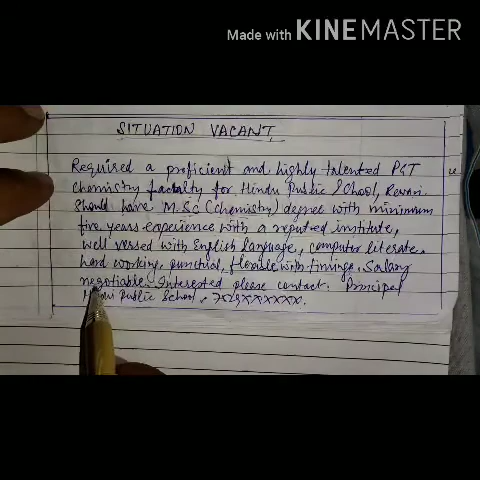 Made with KINEMASTER
SITUATION VACANT
Required a proficient and highly talented PGT
Chemistry faculty for Hindu Public School, Rewari.
Should have M.Sc (Chemistry) degree with minimum
five years experience with a reputed institute,
well versed with English language, computer literate,
hard working, punctual, flexible with timings. Salary
negotiable. Interested please contact. Principal
Public School, 7029XXXXXX.